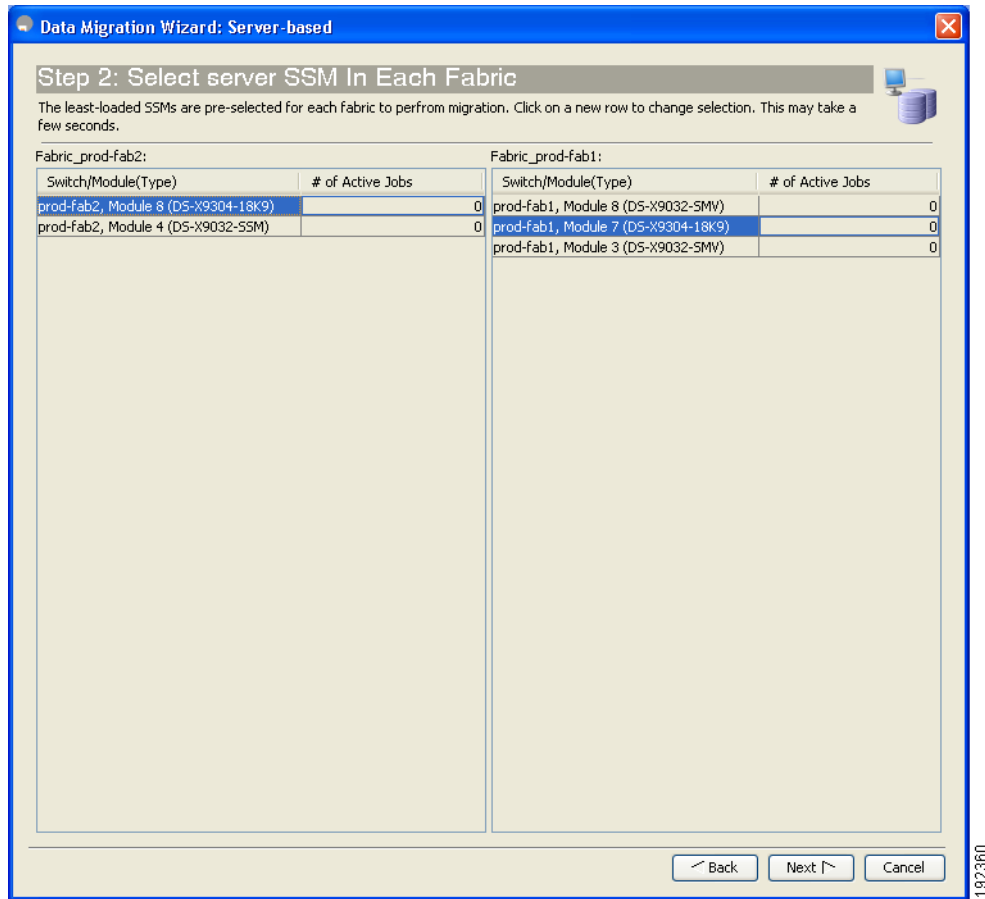 Data Migration Wizard: Server-based
Step 2: Select server SSM In Each Fabric
The least-loaded SSMs are pre-selected for each fabric to perfrom migration. Click on a new row to change selection. This may take a
few seconds.
Fabric_prod-fab2:
Switch/Module(Type) # of Active Jobs
prod-fab2, Module 8 (DS-X9304-18K9) 0
prod-fab2, Module 4 (DS-X9032-SSM) 0
Fabric_prod-fab1:
Switch/Module(Type) # of Active Jobs
prod-fab1, Module 8 (DS-X9032-SMV) 0
prod-fab1, Module 7 (DS-X9304-18K9) 0
prod-fab1, Module 3 (DS-X9032-SMV) 0
Back Next Cancel
192360